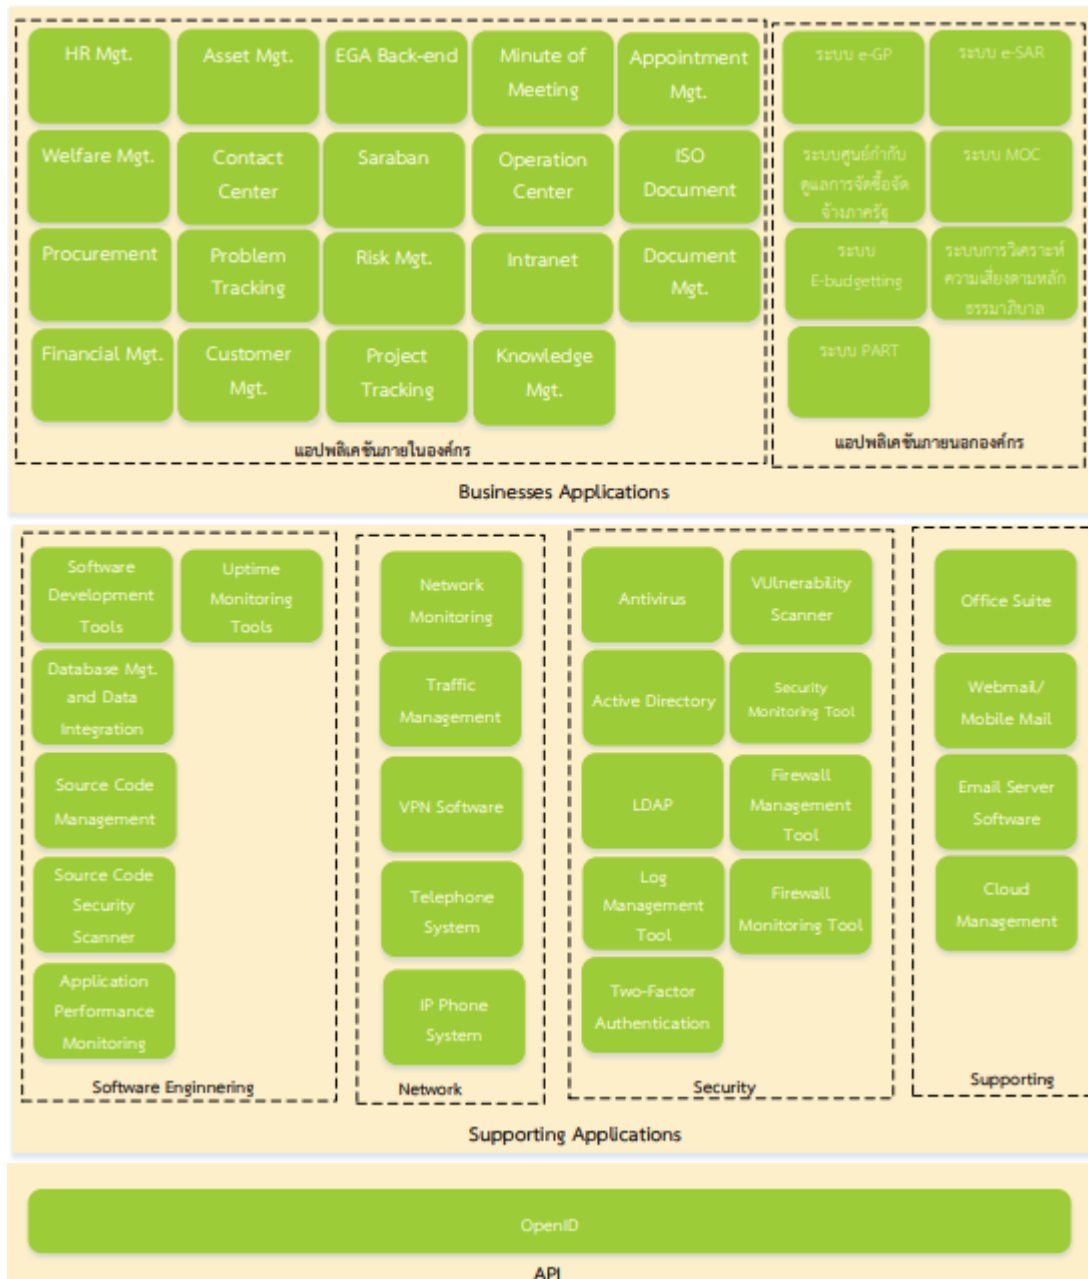 HR Mgt.
Asset Mgt.
EGA Back-end
Minute of
Meeting
Appointment
Mgt.
Welfare Mgt.
Contact
Center
Saraban
Operation
Center
ISO
Document
Procurement
Problem
Tracking
Risk Mgt.
Intranet
Document
Mgt.
Financial Mgt.
Customer
Mgt.
Project
Tracking
Knowledge
Mgt.
แอปพลิเคชันภายในองค์กร
ระบบ e-GP
ระบบ e-SAR
ระบบศูนย์กำกับ
ดูแลการจัดซื้อจัด
จ้างภาครัฐ
ระบบ MOC
ระบบ
E-budgetting
ระบบการวิเคราะห์
ความเสี่ยงตามหลัก
ธรรมาภิบาล
ระบบ PART
แอปพลิเคชันภายนอกองค์กร
Businesses Applications
Software
Development
Tools
Uptime
Monitoring
Tools
Database Mgt.
and Data
Integration
Source Code
Management
Source Code
Security
Scanner
Application
Performance
Monitoring
Software Enginnering
Network
Monitoring
Traffic
Management
VPN Software
Telephone
System
IP Phone
System
Network
Antivirus
VUlnerability
Scanner
Active Directory
Security
Monitoring Tool
LDAP
Firewall
Management
Tool
Log
Management
Tool
Firewall
Monitoring Tool
Two-Factor
Authentication
Security
Office Suite
Webmail/
Mobile Mail
Email Server
Software
Cloud
Management
Supporting
Supporting Applications
OpenID
API